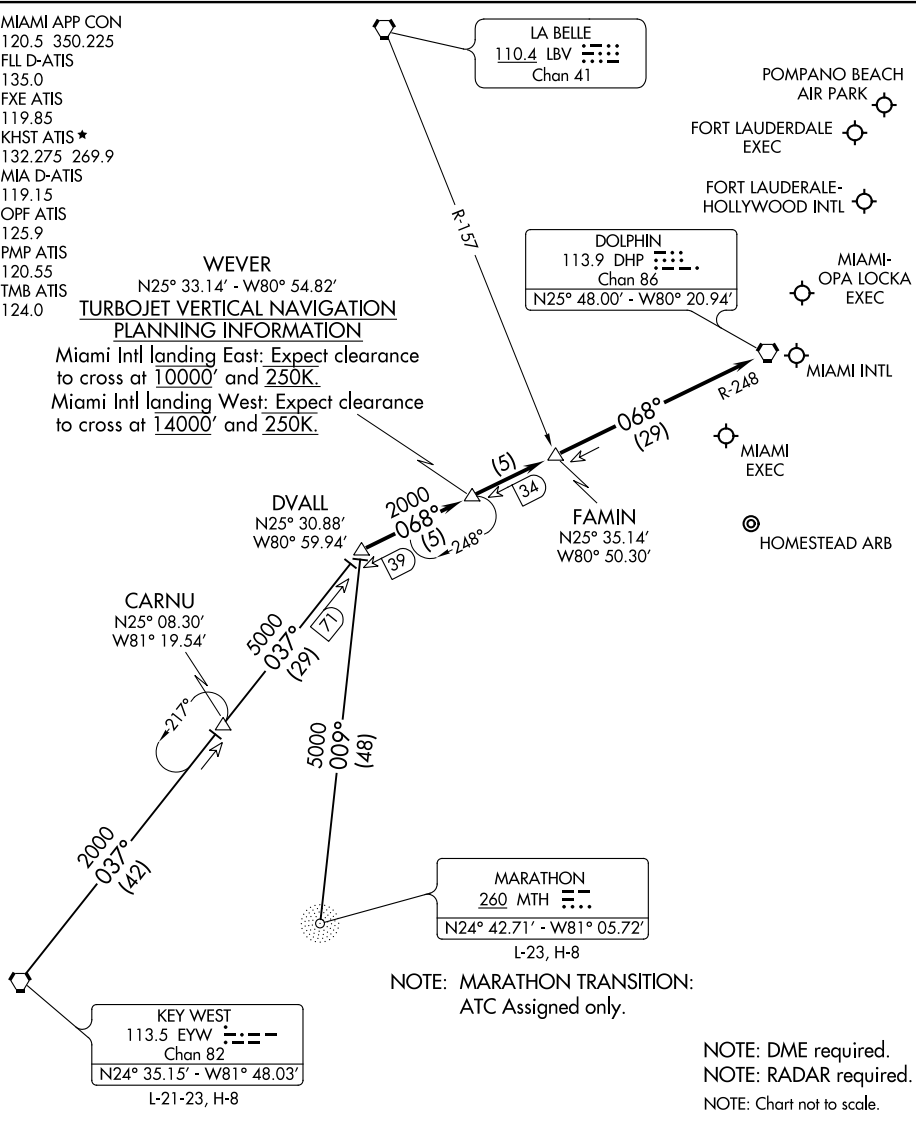 MIAMI APP CON
120.5 350.225
FLL D-ATIS
135.0
FXE ATIS
119.85
KHST ATIS ★
132.275 269.9
MIA D-ATIS
119.15
OPF ATIS
125.9
PMP ATIS
120.55
TMB ATIS
124.0
LA BELLE
110.4 LBV
Chan 41
POMPANO BEACH
AIR PARK
FORT LAUDERDALE
EXEC
FORT LAUDERALE-
HOLLYWOOD INTL
R-157
DOLPHIN
113.9 DHP
Chan 86
N25° 48.00′ - W80° 20.94′
MIAMI-
OPA LOCKA
EXEC
MIAMI INTL
MIAMI
EXEC
HOMESTEAD ARB
WEVER
N25° 33.14′ - W80° 54.82′
TURBOJET VERTICAL NAVIGATION
PLANNING INFORMATION
Miami Intl landing East: Expect clearance
to cross at 10000′ and 250K.
Miami Intl landing West: Expect clearance
to cross at 14000′ and 250K.
R-248
068°
(29)
(5)
34
FAMIN
N25° 35.14′
W80° 50.30′
2000
068°
(5)
248°
39
DVALL
N25° 30.88′
W80° 59.94′
71
5000
037°
(29)
CARNU
N25° 08.30′
W81° 19.54′
217°
5000
009°
(48)
2000
037°
(42)
MARATHON
260 MTH
N24° 42.71′ - W81° 05.72′
L-23, H-8
NOTE: MARATHON TRANSITION:
ATC Assigned only.
KEY WEST
113.5 EYW
Chan 82
N24° 35.15′ - W81° 48.03′
L-21-23, H-8
NOTE: DME required.
NOTE: RADAR required.
NOTE: Chart not to scale.